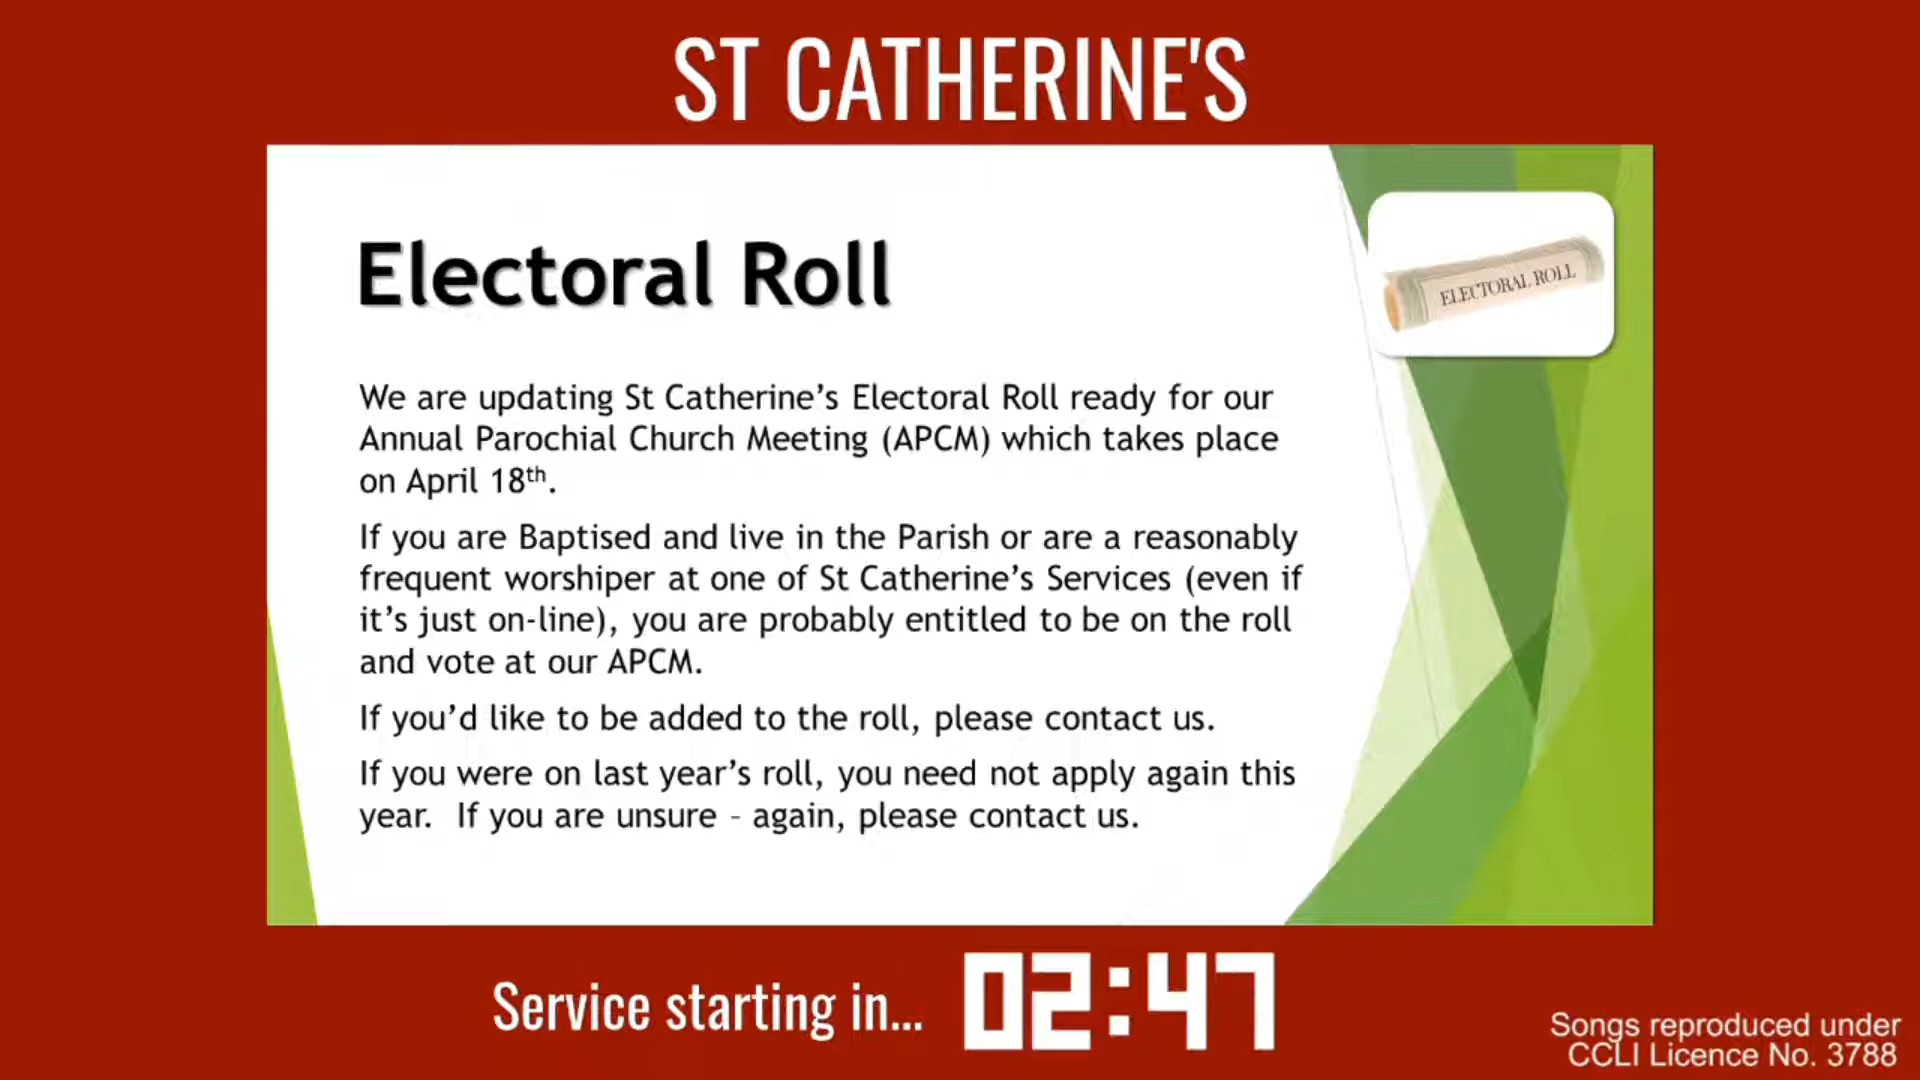 ST CATHERINE'S
Electoral Roll
ELECTORAL ROLL
We are updating St Catherine’s Electoral Roll ready for our
Annual Parochial Church Meeting (APCM) which takes place
on April 18th.
If you are Baptised and live in the Parish or are a reasonably
frequent worshiper at one of St Catherine’s Services (even if
it’s just on-line), you are probably entitled to be on the roll
and vote at our APCM.
If you’d like to be added to the roll, please contact us.
If you were on last year’s roll, you need not apply again this
year.  If you are unsure – again, please contact us.
Service starting in... 02:47
Songs reproduced under
CCLI Licence No. 3788